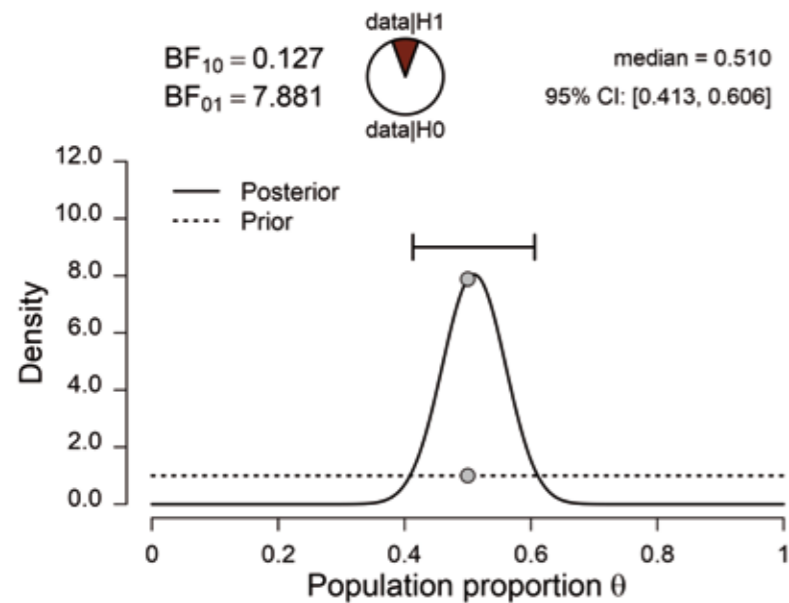 data|H1
BF₁₀ = 0.127
BF₀₁ = 7.881
data|H0
median = 0.510
95% CI: [0.413, 0.606]
12.0
10.0
8.0
6.0
4.0
2.0
0.0
Density
Posterior
Prior
0 0.2 0.4 0.6 0.8 1
Population proportion θ